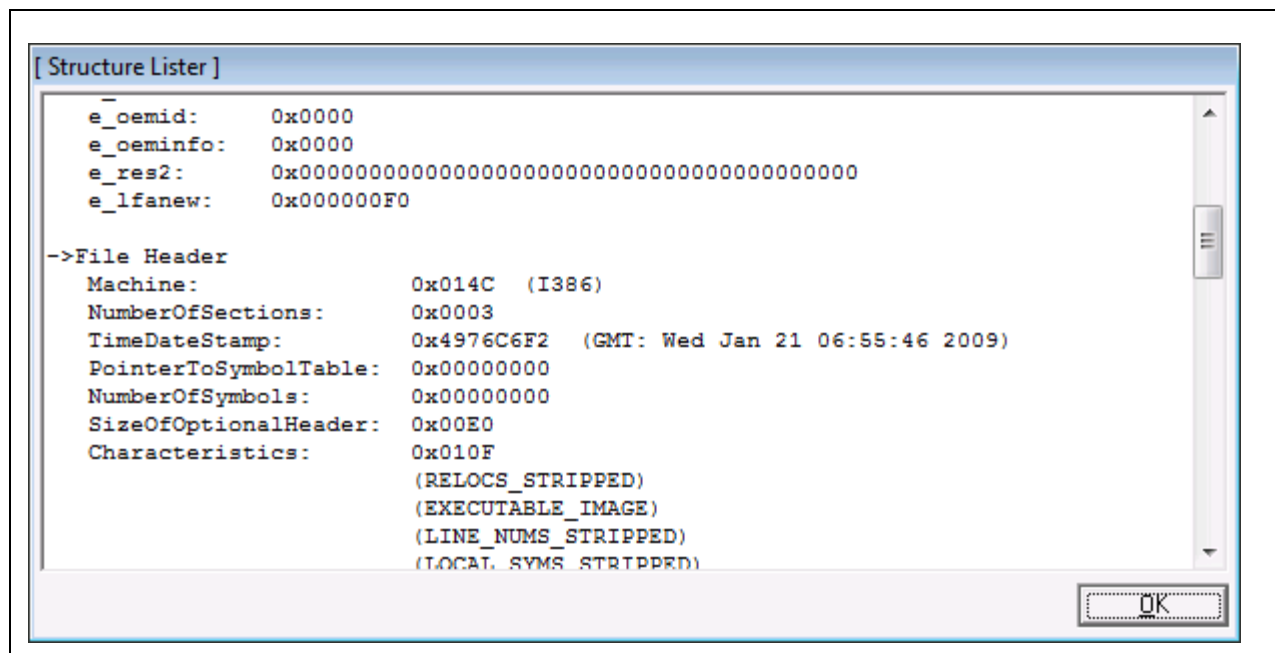 [ Structure Lister ]
e_oemid: 0x0000
e_oeminfo: 0x0000
e_res2: 0x0000000000000000000000000000000000000000
e_lfanew: 0x000000F0
->File Header
Machine: 0x014C (I386)
NumberOfSections: 0x0003
TimeDateStamp: 0x4976C6F2 (GMT: Wed Jan 21 06:55:46 2009)
PointerToSymbolTable: 0x00000000
NumberOfSymbols: 0x00000000
SizeOfOptionalHeader: 0x00E0
Characteristics: 0x010F
(RELOCS_STRIPPED)
(EXECUTABLE_IMAGE)
(LINE_NUMS_STRIPPED)
(LOCAL_SYMS_STRIPPED)
OK